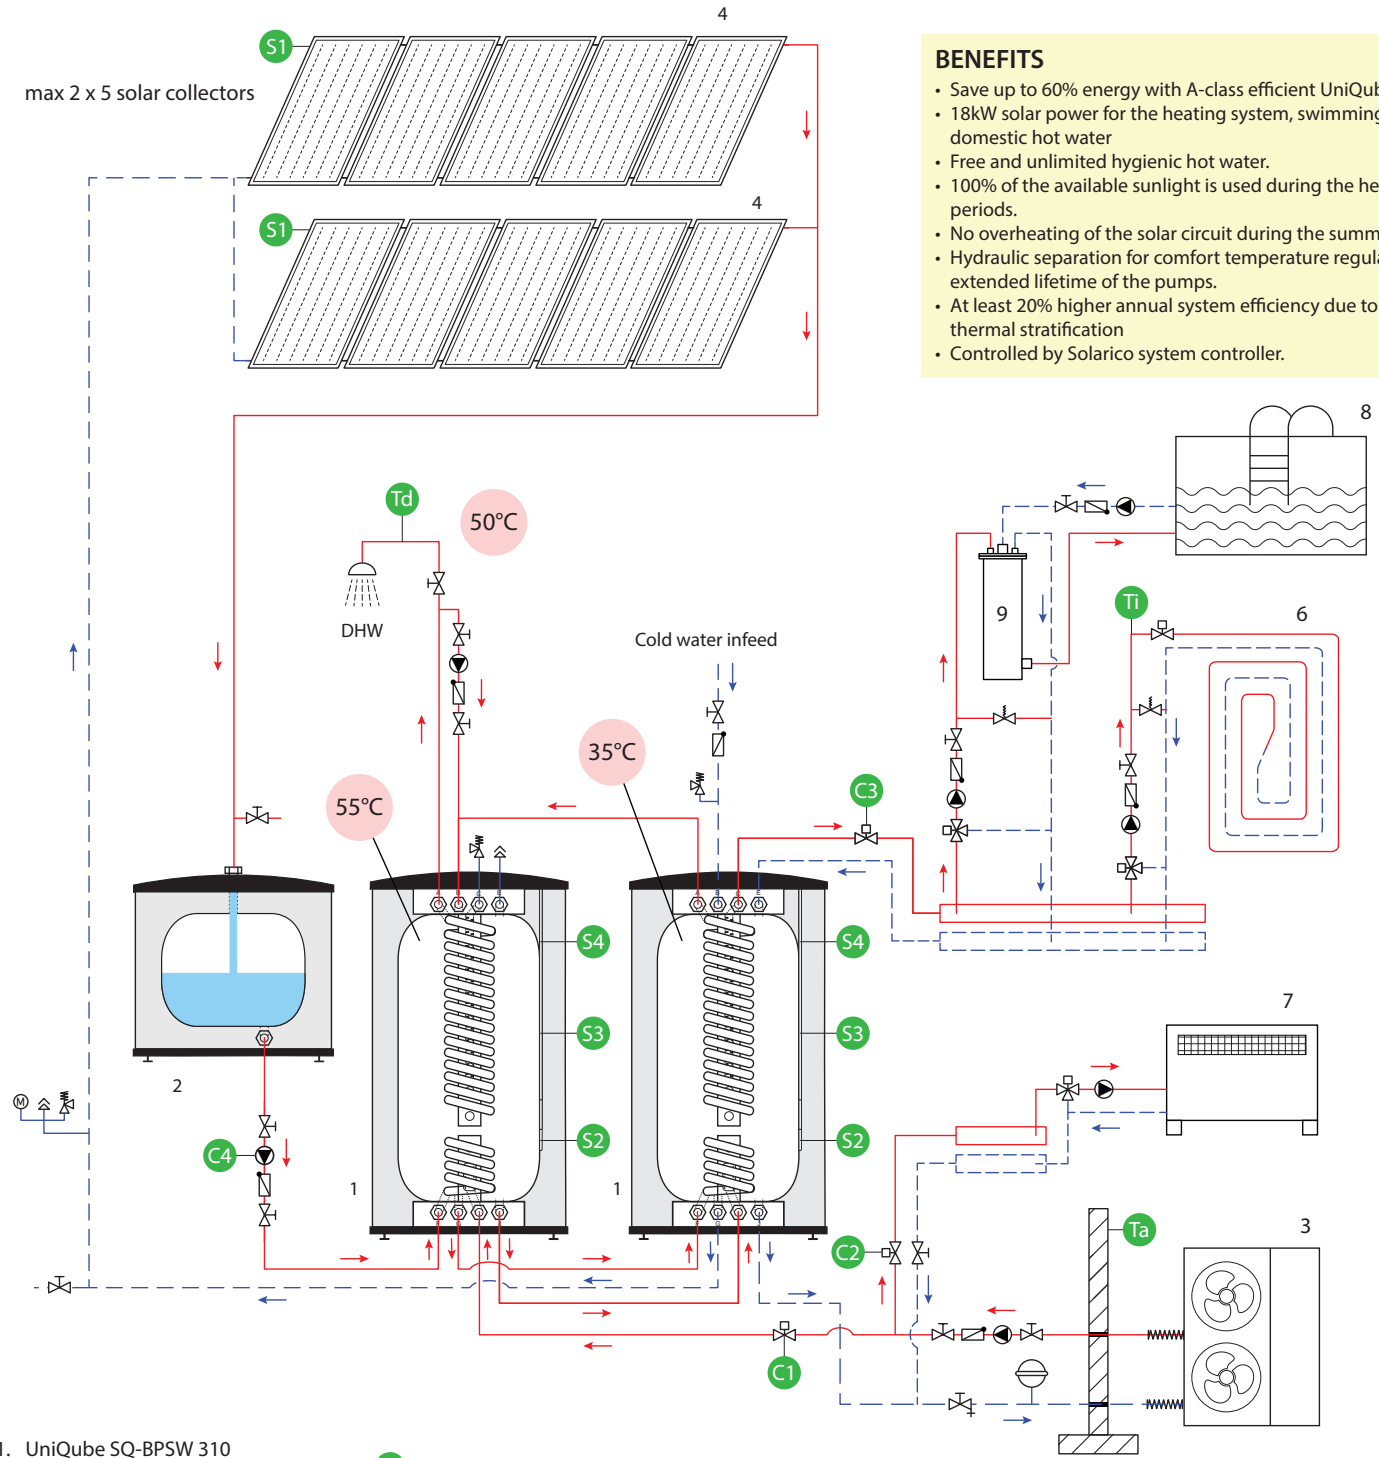 4
S1
max 2 x 5 solar collectors
S1
4
BENEFITS
• Save up to 60% energy with A-class efficient UniQub
• 18kW solar power for the heating system, swimming
domestic hot water
• Free and unlimited hygienic hot water.
• 100% of the available sunlight is used during the he
periods.
• No overheating of the solar circuit during the summ
• Hydraulic separation for comfort temperature regula
extended lifetime of the pumps.
• At least 20% higher annual system efficiency due to
thermal stratification
• Controlled by Solarico system controller.
8
Td
50°C
DHW
Cold water infeed
9
Ti
6
35°C
55°C
C3
A B C E
A B C E
S4
S4
S3
S3
S2
S2
7
2
M
C4
1
1
F G
F G
C2
Ta
3
C1
1. UniQube SQ-BPSW 310